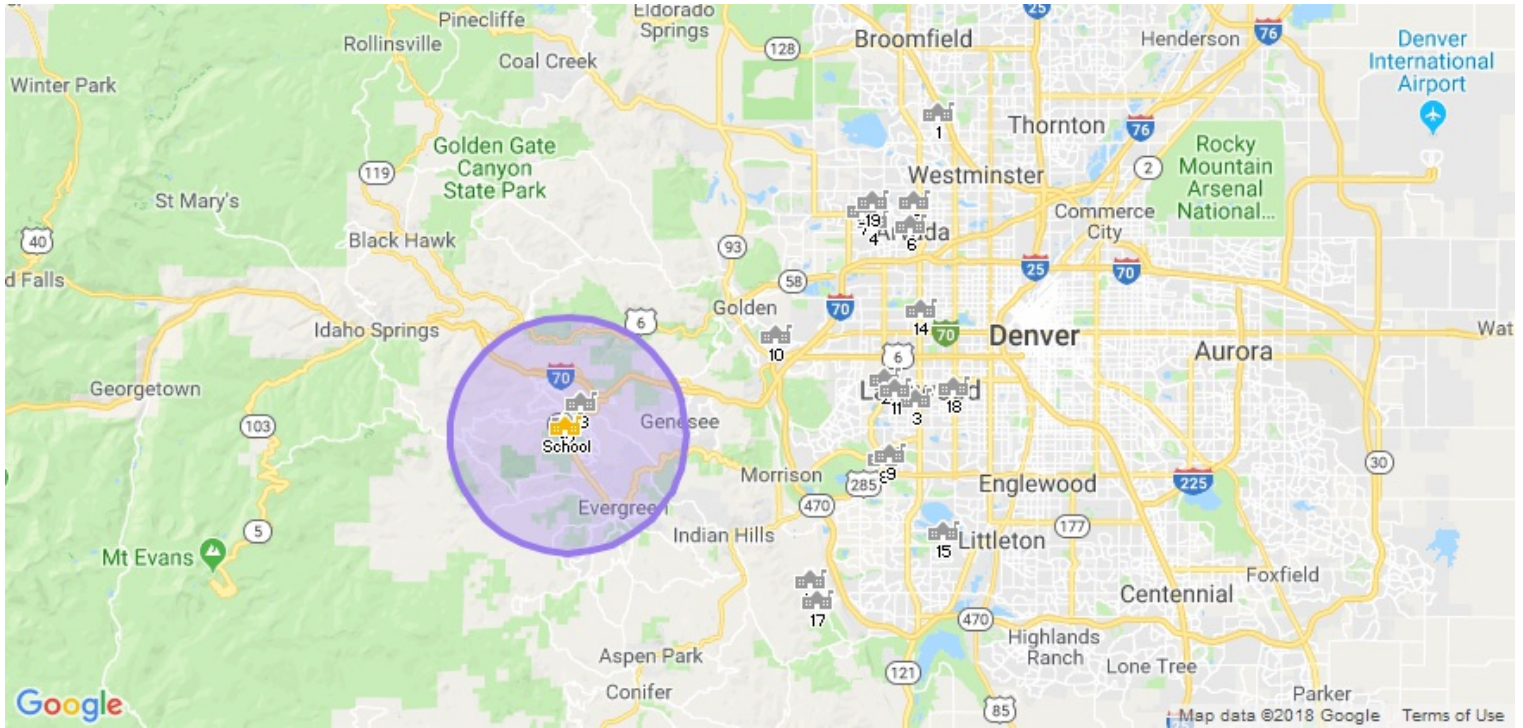 Pinecliffe
Eldorado
Springs
25
76
Rollinsville
128
Broomfield
Henderson
Denver
International
Airport
Coal Creek
Winter Park
1
Thornton
76
Golden Gate
Canyon
State Park
Rocky
Mountain
Arsenal
National...
119
Westminster
2
St Mary's
Commerce
City
19
4
Arvada
6
40
Black Hawk
93
d Falls
58
25
70
Golden
70
6
14
70
Idaho Springs
10
Denver
Wat
6
Aurora
70
Georgetown
2
11
3
18
103
Genesee
School
30
Morrison
285
9
Englewood
225
470
Evergreen
5
Indian Hills
177
15
Littleton
Mt Evans
Foxfield
17
Centennial
470
Highlands
Ranch
Aspen Park
Lone Tree
121
Conifer
Parker
85
Google
Map data ©2018 Google
Terms of Use